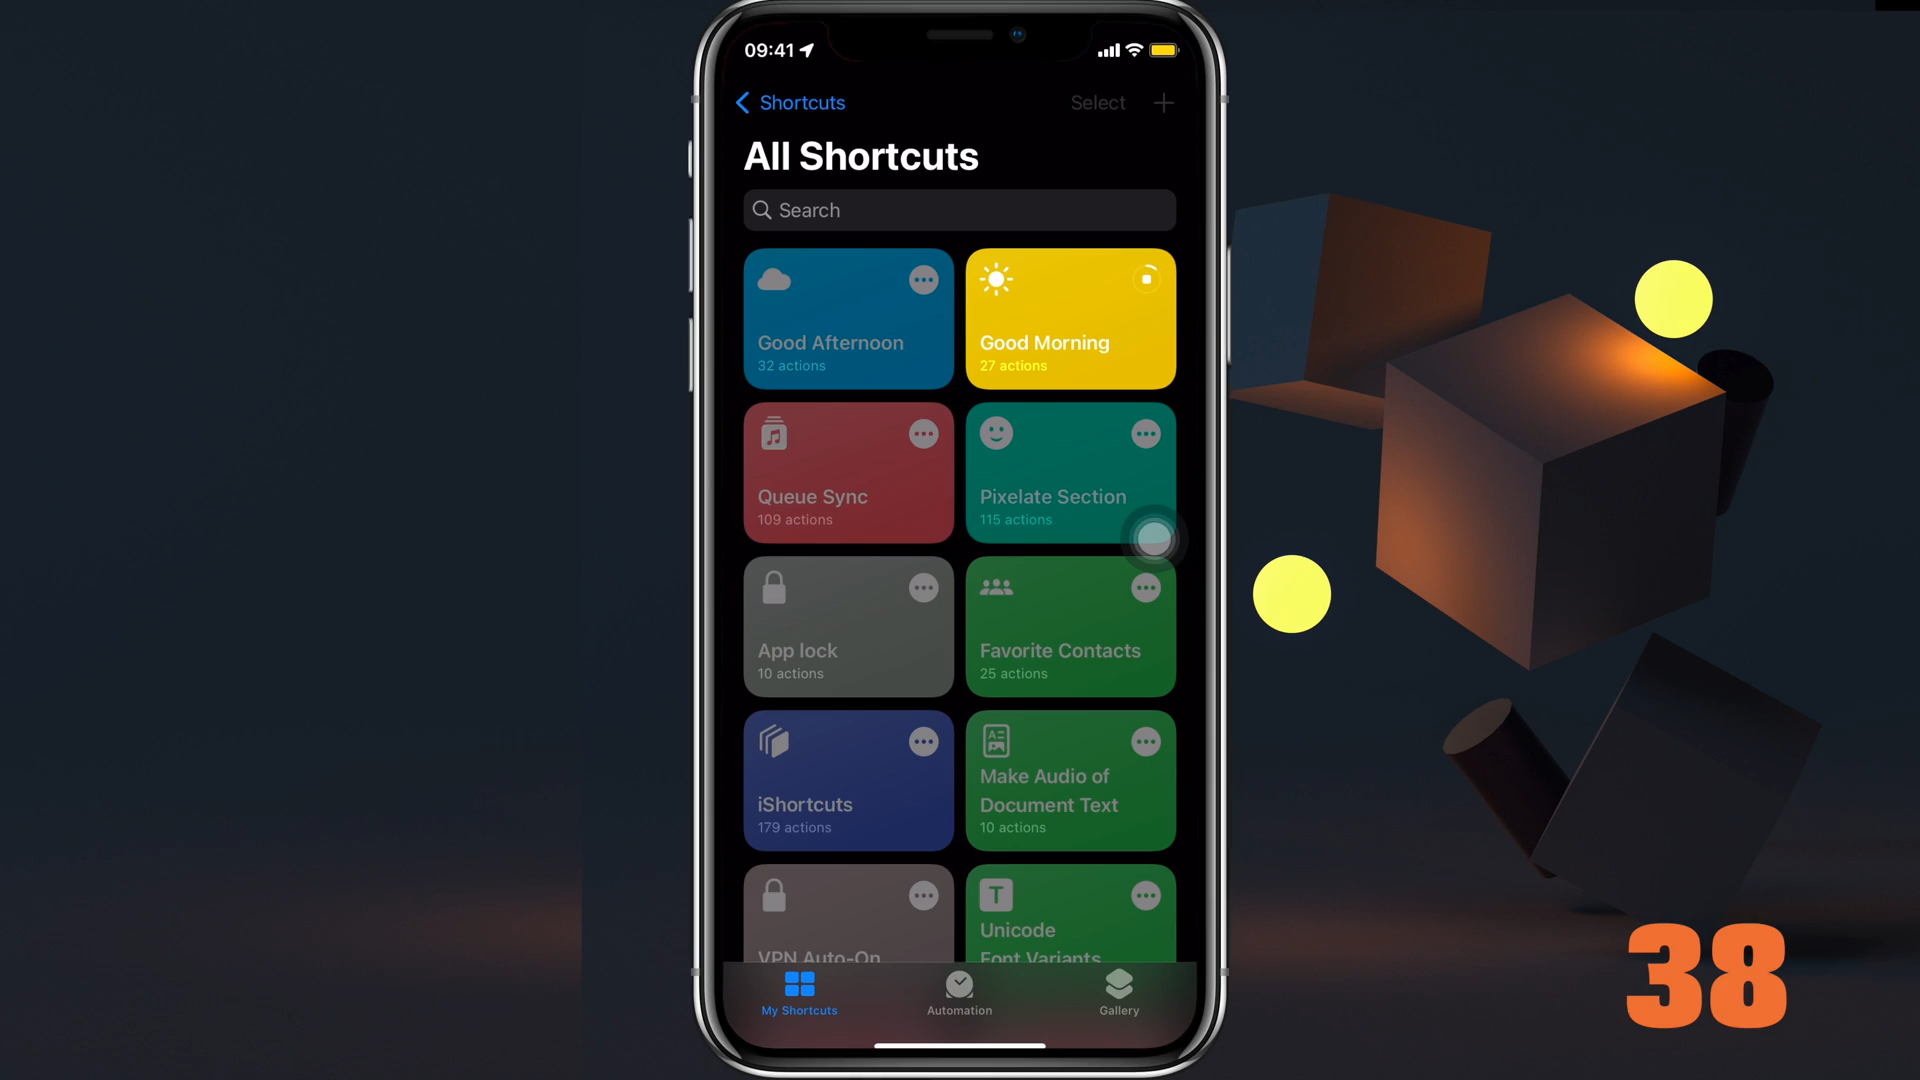 09:41
Shortcuts
Select
All Shortcuts
Search
Good Afternoon
32 actions
Good Morning
27 actions
Queue Sync
109 actions
Pixelate Section
115 actions
App lock
10 actions
Favorite Contacts
25 actions
iShortcuts
179 actions
Make Audio of
Document Text
10 actions
VPN Auto-On
Unicode
Font Variants
My Shortcuts
Automation
Gallery
38